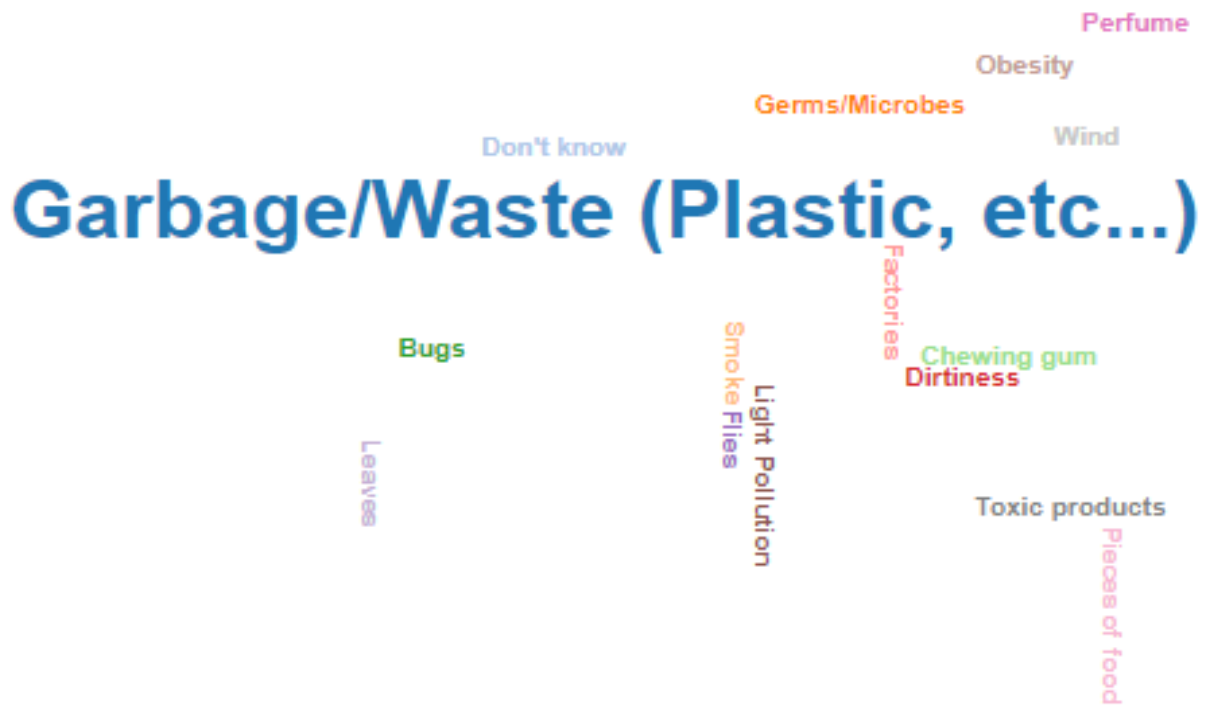 Perfume
Obesity
Germs/Microbes
Wind
Don't know
Garbage/Waste (Plastic, etc...)
Factories
Bugs
Smoke
Chewing gum
Dirtiness
Flies
Light Pollution
Leaves
Toxic products
Pieces of food